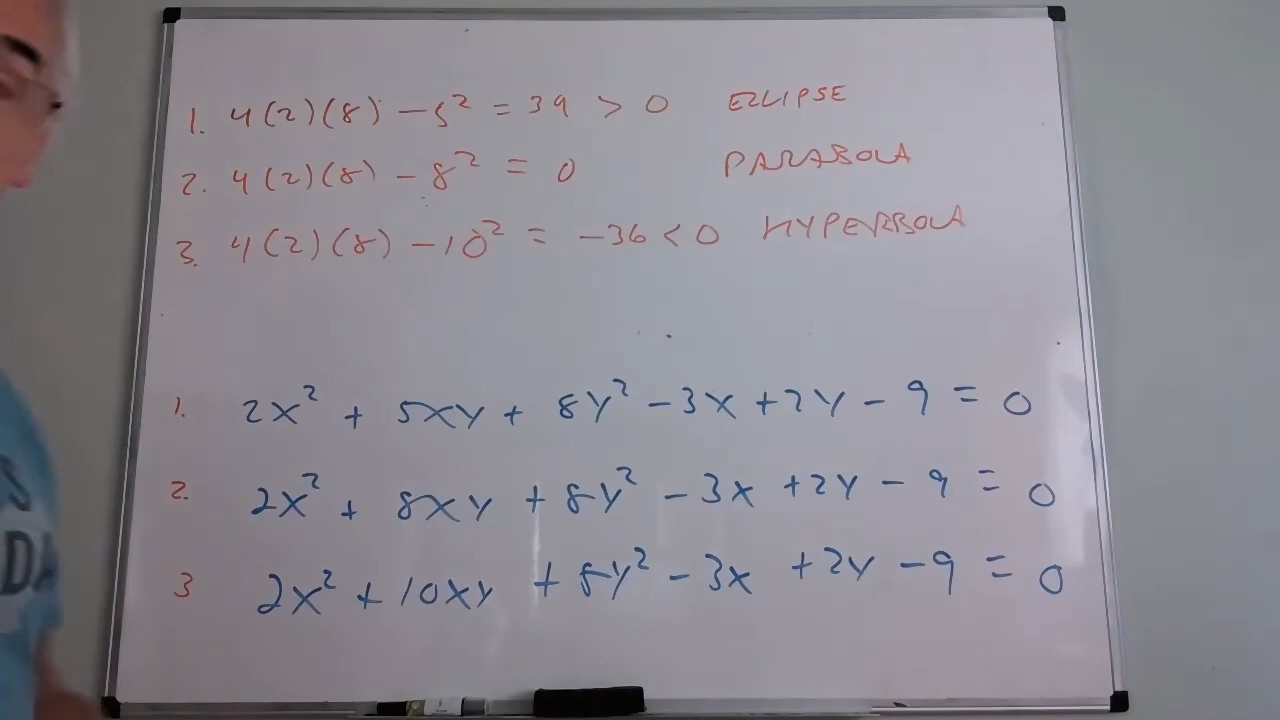 1. 4(2)(8) - 5² = 39 > 0 ELLIPSE
2. 4(2)(8) - 8² = 0 PARABOLA
3. 4(2)(8) - 10² = -36 < 0 HYPERBOLA
1. 2x² + 5xy + 8y² - 3x + 2y - 9 = 0
2. 2x² + 8xy + 8y² - 3x + 2y - 9 = 0
3 2x² + 10xy + 8y² - 3x + 2y - 9 = 0